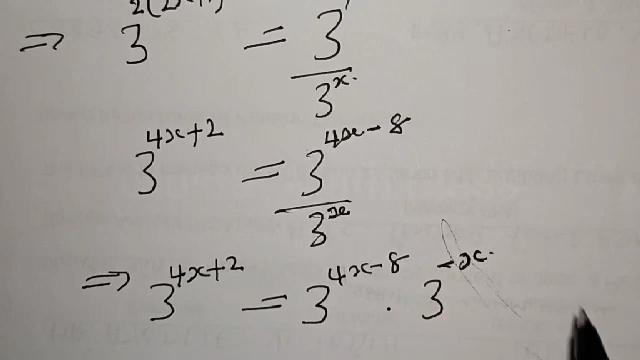 ⇒ 3^{2(2x+1)} = 3 / 3^{x}
3^{4x+2} = 3^{4x-8} / 3^{x}
⇒ 3^{4x+2} = 3^{4x-8} · 3^{-x}